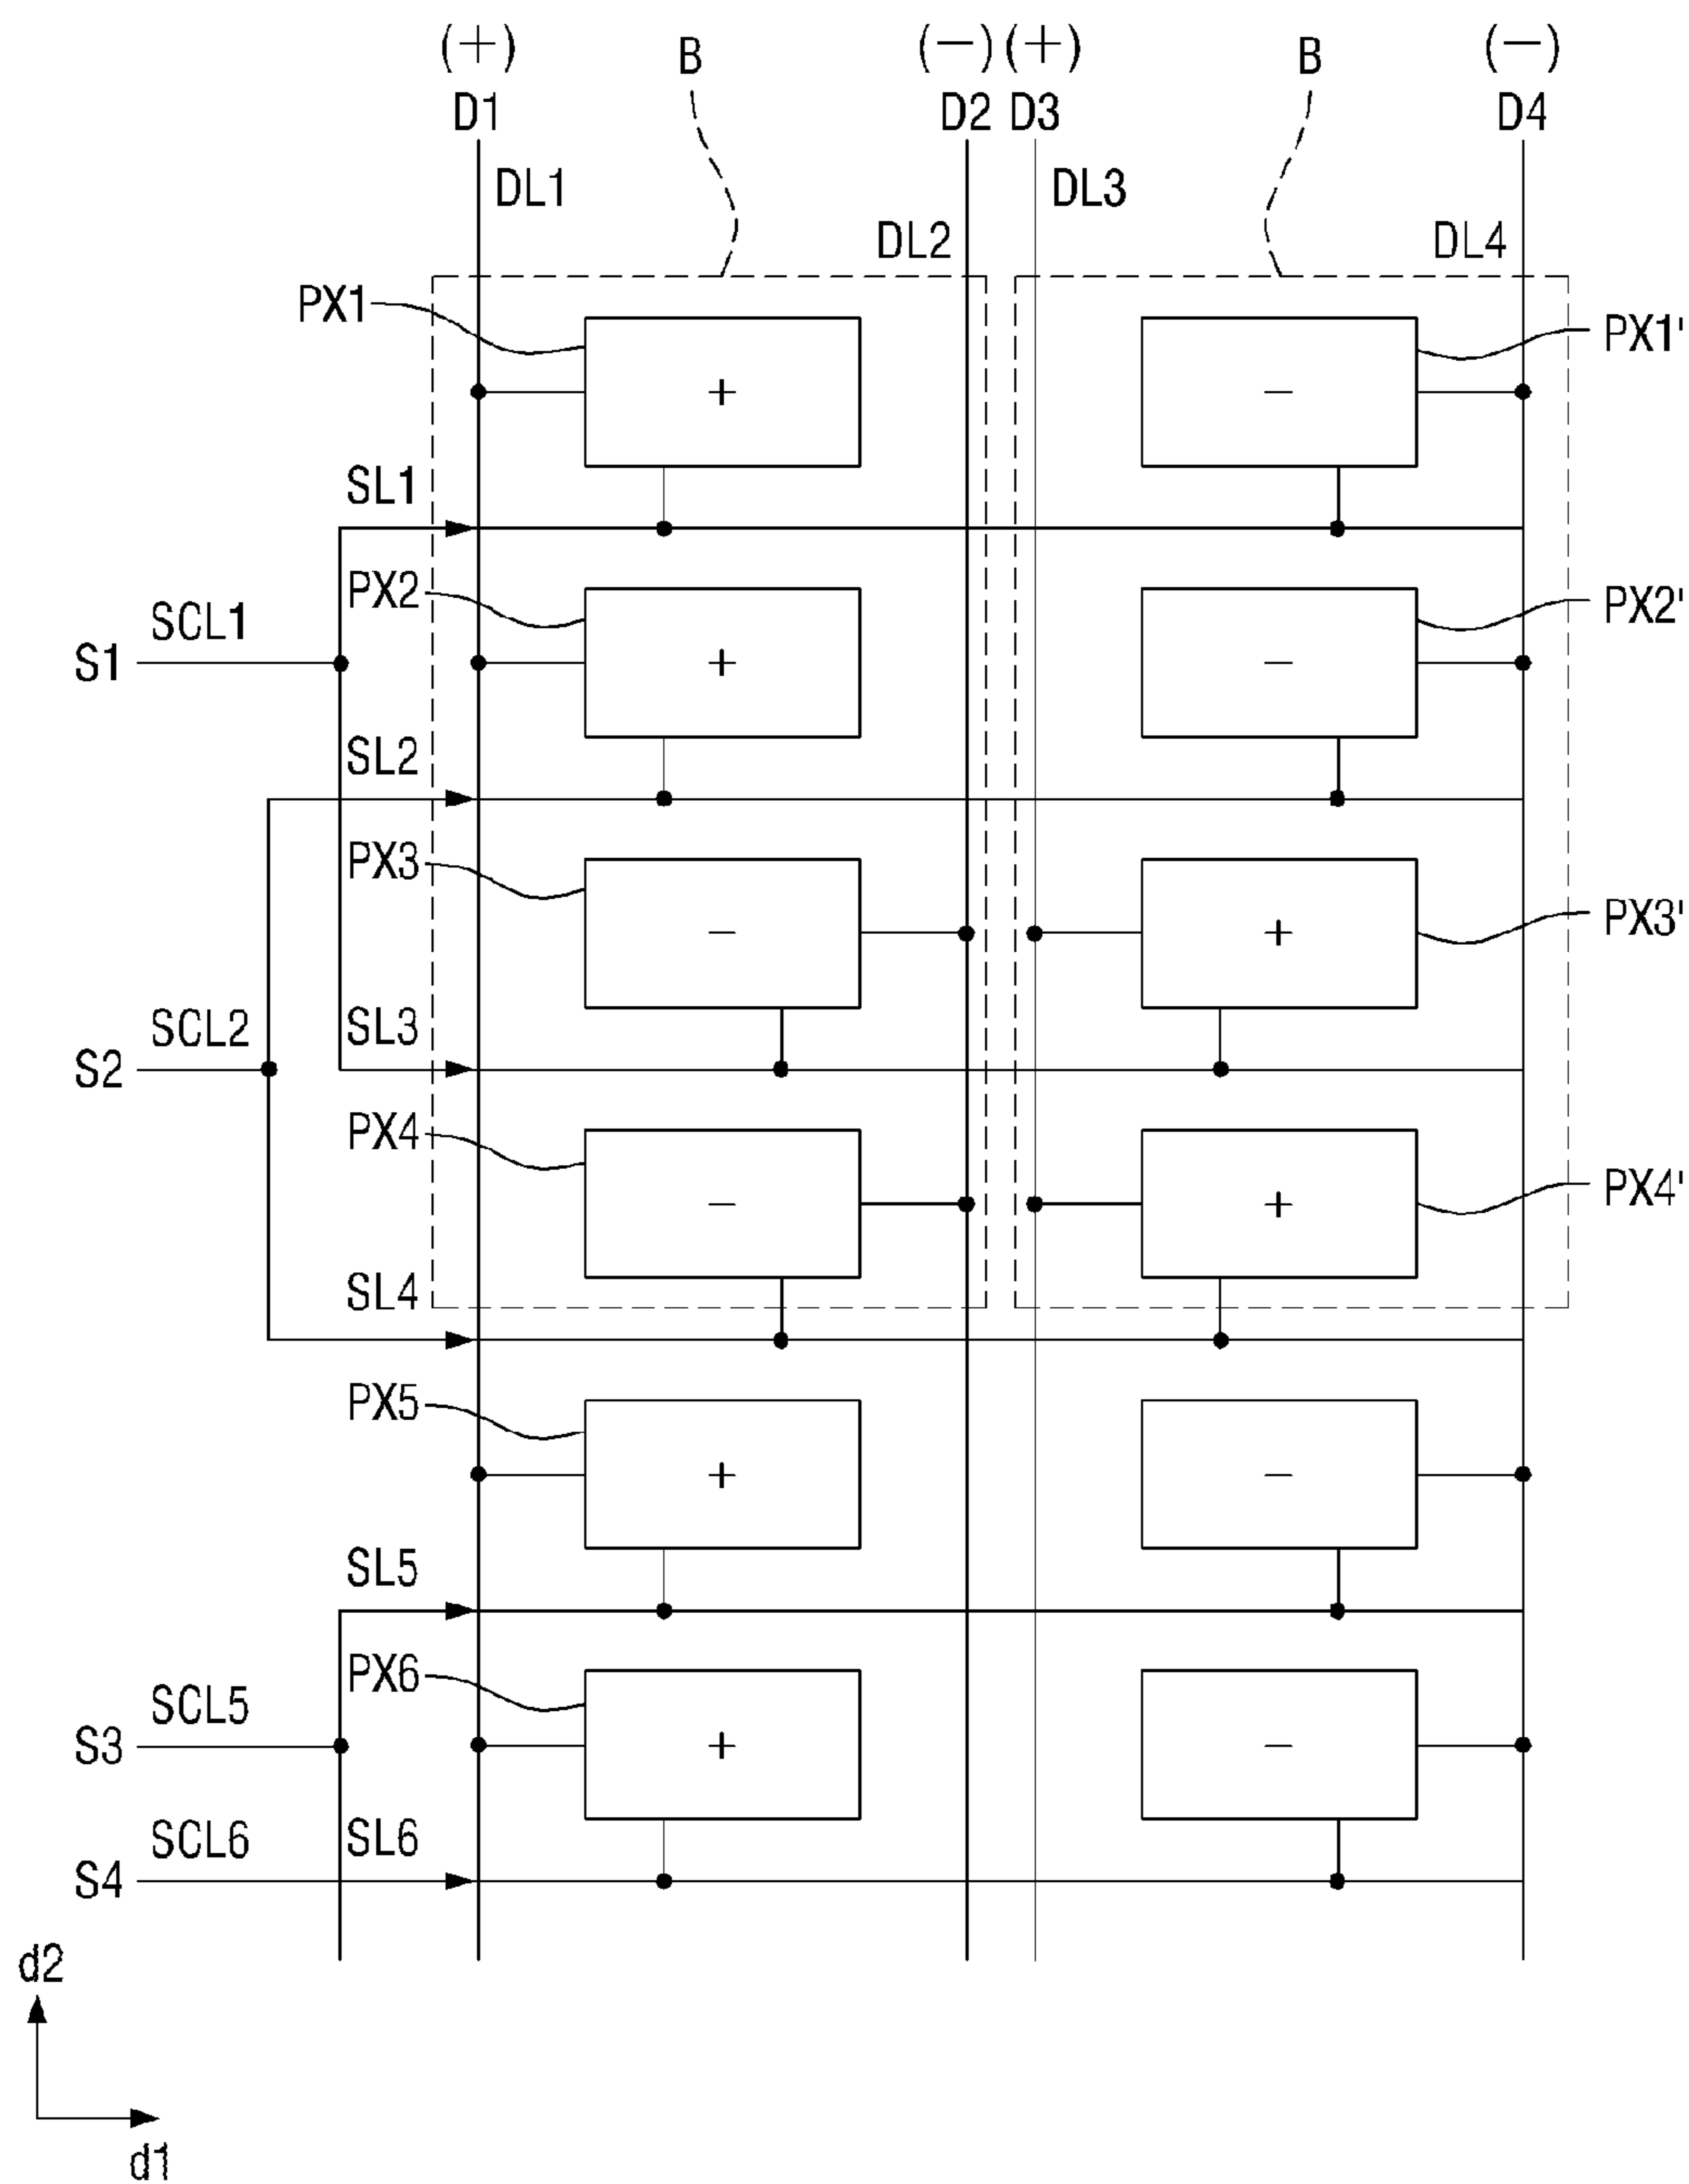 (+) B (−) (+) B (−)
D1 D2 D3 D4
DL1 DL3
DL2 DL4
PX1 PX1'
+ −
SL1
PX2 PX2'
SCL1
S1 + −
SL2
PX3 PX3'
− +
SCL2 SL3
S2
PX4 PX4'
− +
SL4
PX5
+ −
SL5
PX6
SCL5
S3 + −
SCL6 SL6
S4
d2
d1